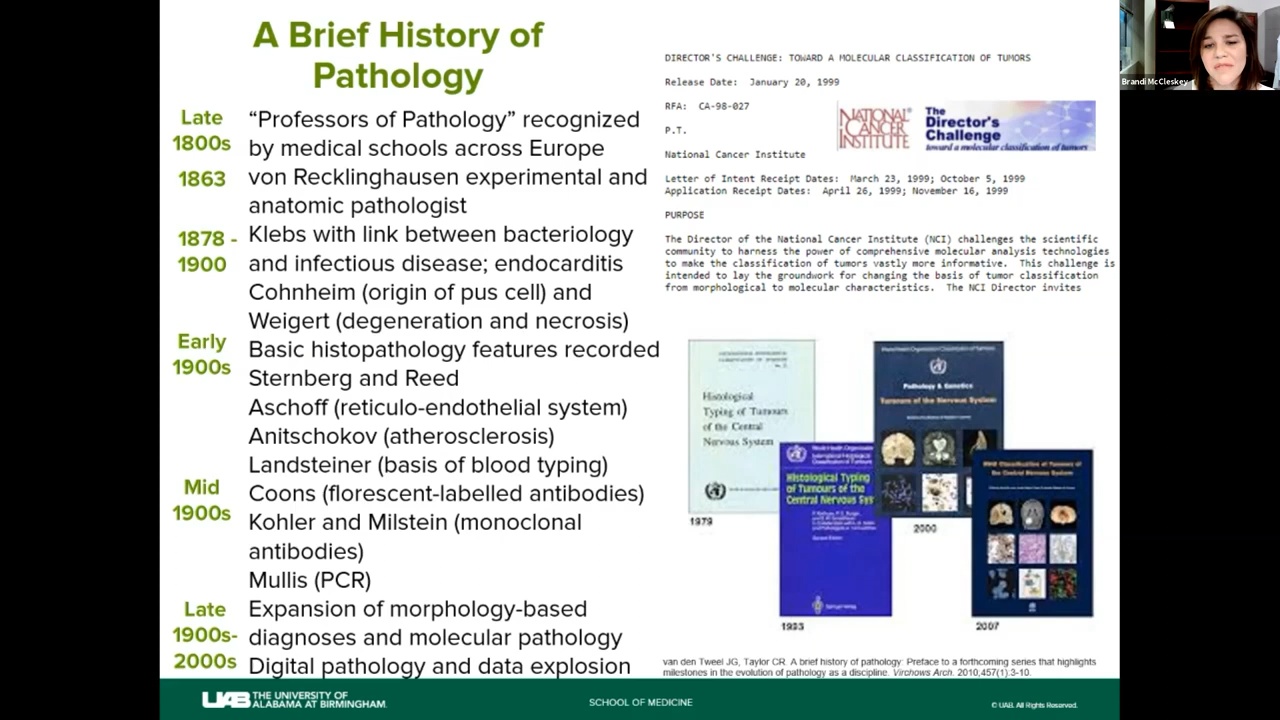 A Brief History of
Pathology
Late
1800s
"Professors of Pathology" recognized
by medical schools across Europe
1863
von Recklinghausen experimental and
anatomic pathologist
1878 -
1900
Klebs with link between bacteriology
and infectious disease; endocarditis
Cohnheim (origin of pus cell) and
Weigert (degeneration and necrosis)
Early
1900s
Basic histopathology features recorded
Sternberg and Reed
Aschoff (reticulo-endothelial system)
Anitschokov (atherosclerosis)
Landsteiner (basis of blood typing)
Mid
1900s
Coons (florescent-labelled antibodies)
Kohler and Milstein (monoclonal
antibodies)
Mullis (PCR)
Late
1900s-
2000s
Expansion of morphology-based
diagnoses and molecular pathology
Digital pathology and data explosion
DIRECTOR'S CHALLENGE: TOWARD A MOLECULAR CLASSIFICATION OF TUMORS
Release Date: January 20, 1999
RFA: CA-98-027
P.T.
National Cancer Institute
NATIONAL
CANCER
INSTITUTE
The
Director's
Challenge
toward a molecular classification of tumors
Letter of Intent Receipt Dates: March 23, 1999; October 5, 1999
Application Receipt Dates: April 26, 1999; November 16, 1999
PURPOSE
The Director of the National Cancer Institute (NCI) challenges the scientific
community to harness the power of comprehensive molecular analysis technologies
to make the classification of tumors vastly more informative. This challenge is
intended to lay the groundwork for changing the basis of tumor classification
from morphological to molecular characteristics. The NCI Director invites
Histological
Typing of Tumours
of the Central
Nervous System
1979
Histological Typing
of Tumours of the
Central Nervous Sys
1993
Pathology & Genetics
Tumours of the Nervous System
2000
WHO Classification of Tumours of
the Central Nervous System
2007
van den Tweel JG, Taylor CR. A brief history of pathology: Preface to a forthcoming series that highlights
milestones in the evolution of pathology as a discipline. Virchows Arch. 2010;457(1):3-10.
UAB THE UNIVERSITY OF
ALABAMA AT BIRMINGHAM
SCHOOL OF MEDICINE
© UAB. All Rights Reserved.
Brandi McCleskey